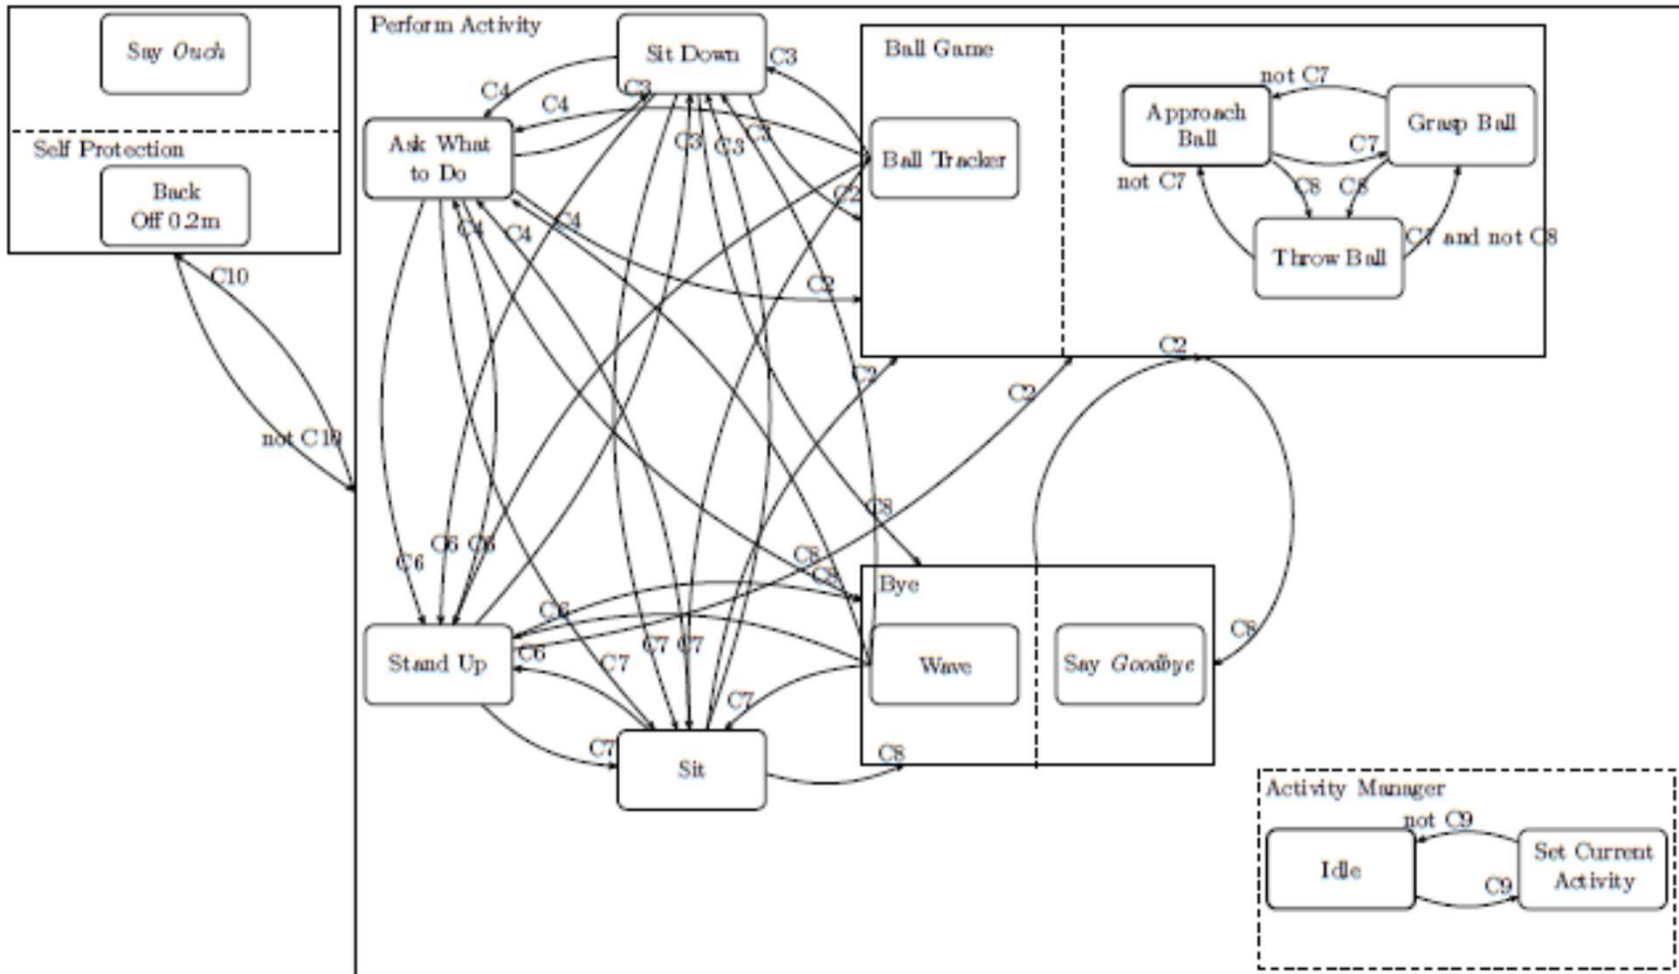 Say Ouch
Self Protection
Back
Off 0.2m
C10
not C10
Perform Activity
Sit Down
C4
C4
C3
C3
C3
C3
C3
Ask What
to Do
C4
C4
C4
C2
C2
C2
C2
C2
Ball Game
Ball Tracker
not C7
Approach
Ball
Grasp Ball
C7
not C7
C8
C8
C7 and not C8
Throw Ball
C8
C8
C8
C8
C6
C6
C6
C6
C6
Stand Up
C7
C7
C7
C7
C7
Sit
C8
Bye
Wave
Say Goodbye
Activity Manager
not C9
Idle
C9
Set Current
Activity